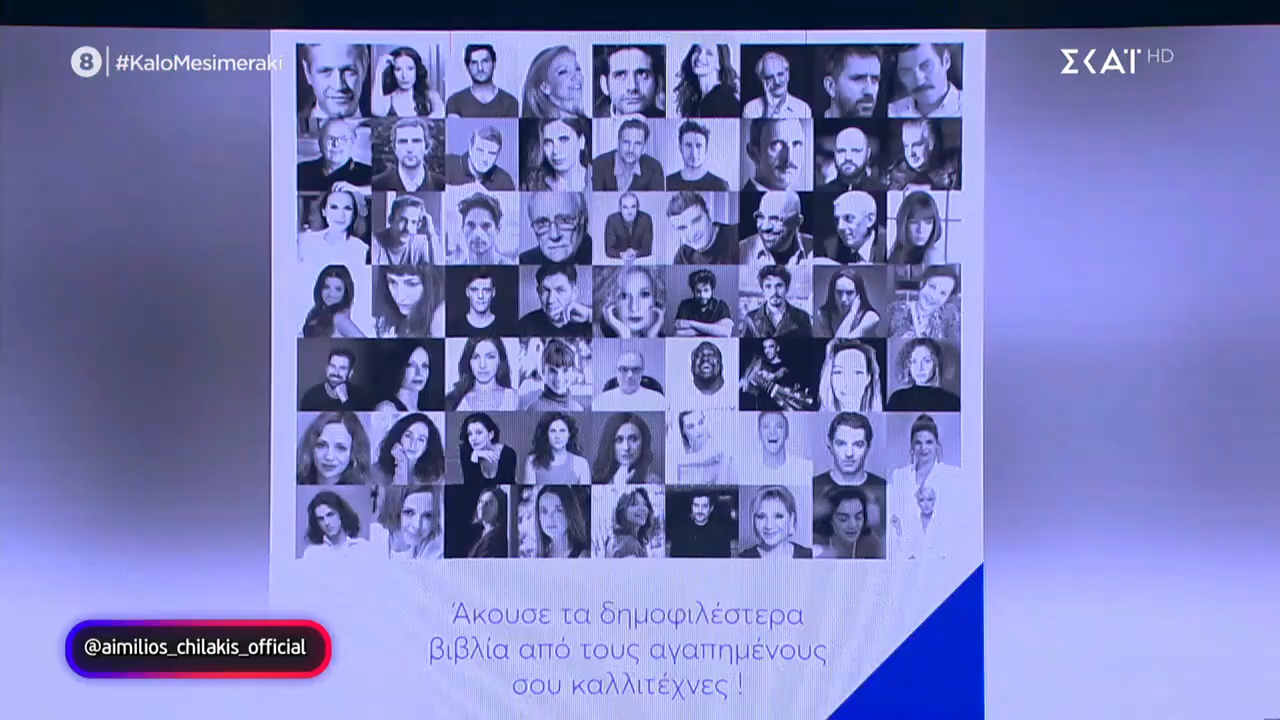 8 #KaloMesimeraki
ΣΚΑΪ HD
Άκουσε τα δημοφιλέστερα
βιβλία από τους αγαπημένους
σου καλλιτέχνες !
@aimilios_chilakis_official